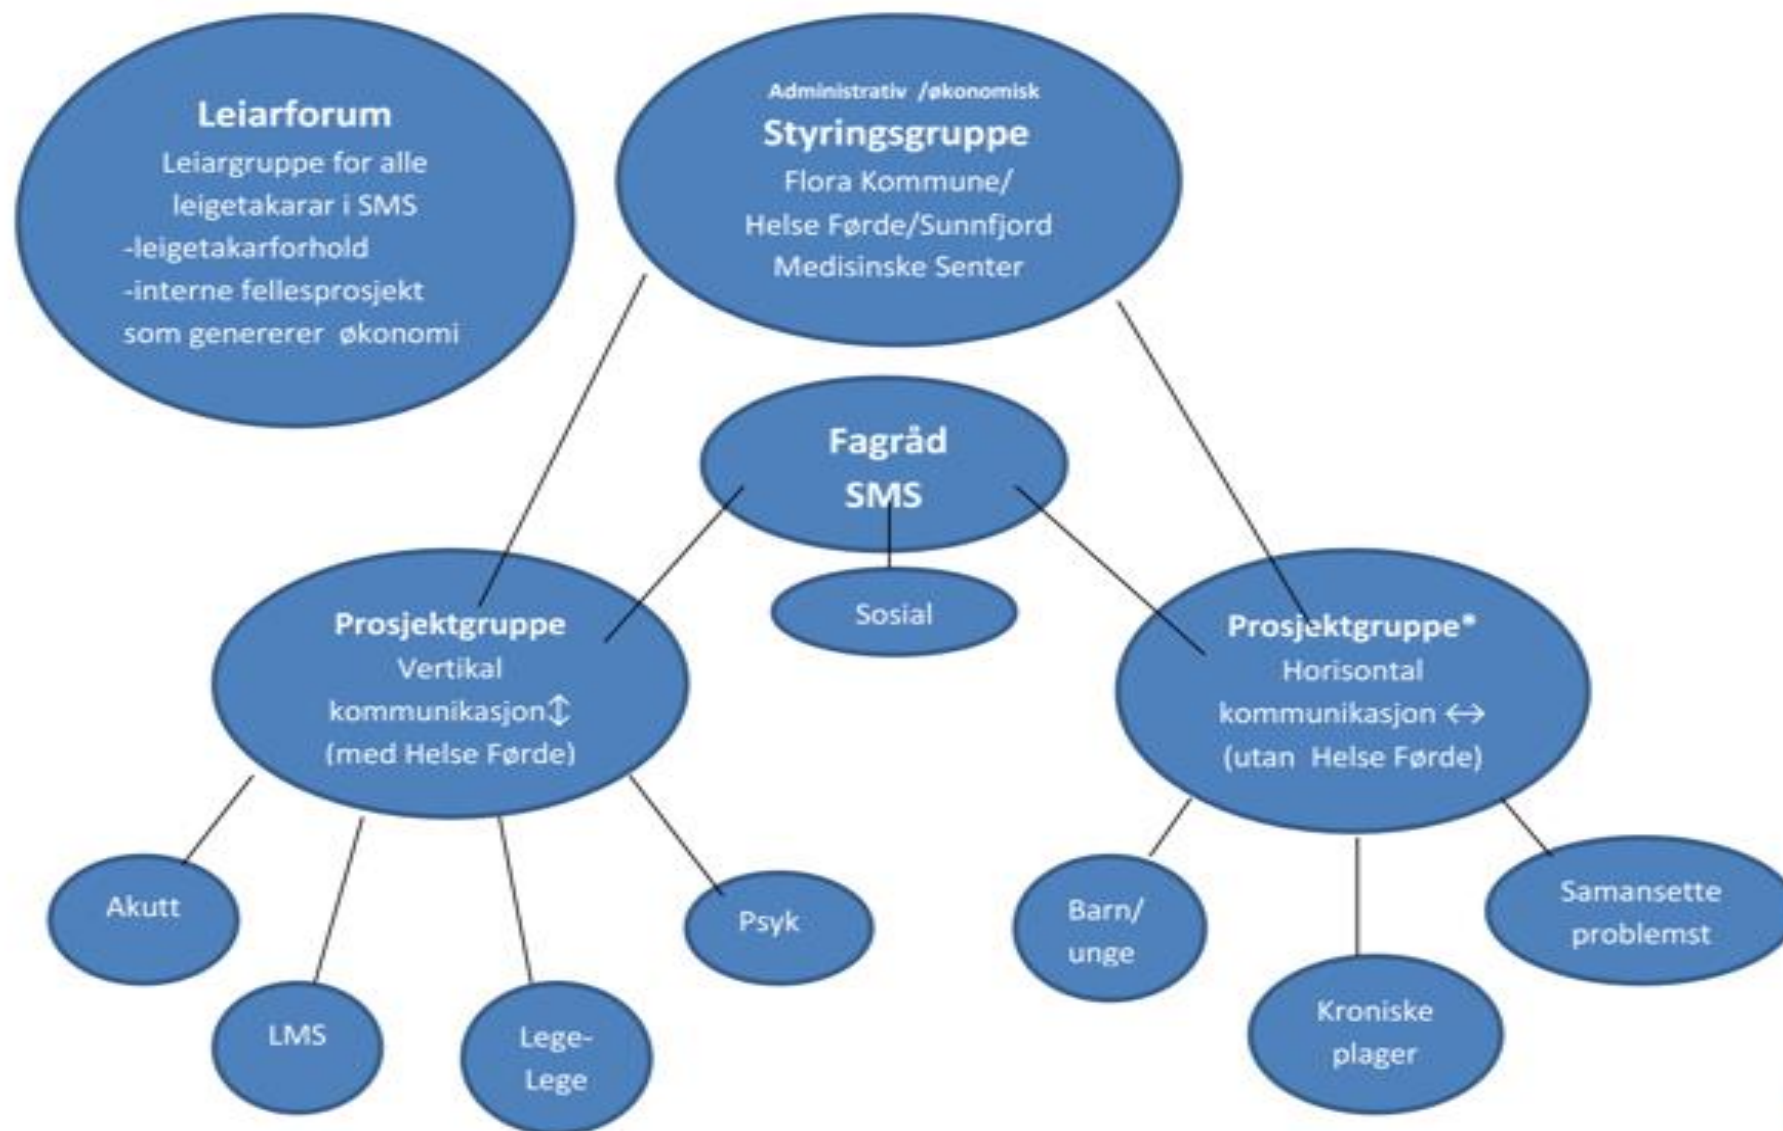 Leiarforum
Leiargruppe for alle
leigetakarar i SMS
-leigetakarforhold
-interne fellesprosjekt
som genererer økonomi
Administrativ /økonomisk
Styringsgruppe
Flora Kommune/
Helse Førde/Sunnfjord
Medisinske Senter
Fagråd
SMS
Sosial
Prosjektgruppe
Vertikal
kommunikasjon↕
(med Helse Førde)
Prosjektgruppe*
Horisontal
kommunikasjon ↔
(utan Helse Førde)
Akutt
LMS
Lege-
Lege
Psyk
Barn/
unge
Kroniske
plager
Samansette
problemst